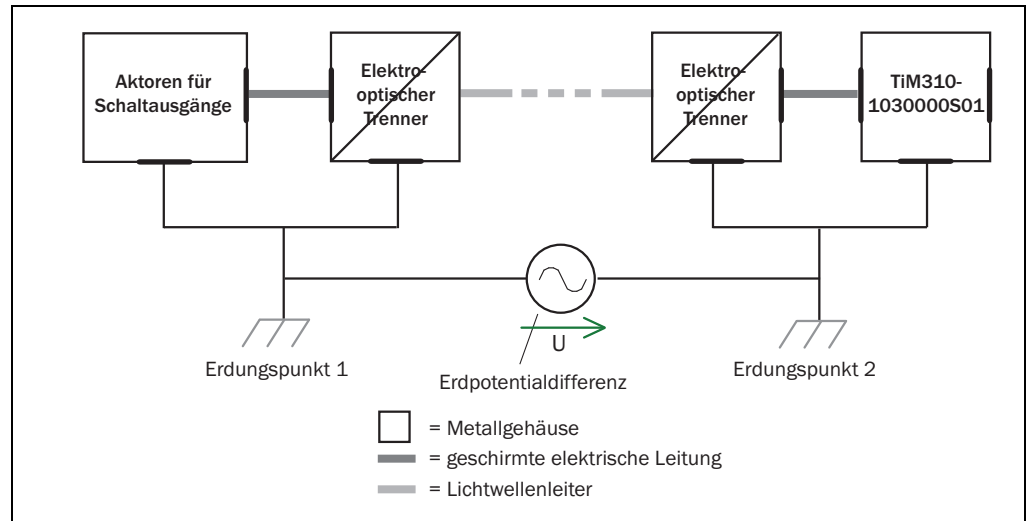 Aktoren für
Schaltausgänge
Elektro-
optischer
Trenner
Elektro-
optischer
Trenner
TiM310-
1030000S01
U
Erdungspunkt 1
Erdpotentialdifferenz
Erdungspunkt 2
= Metallgehäuse
= geschirmte elektrische Leitung
= Lichtwellenleiter